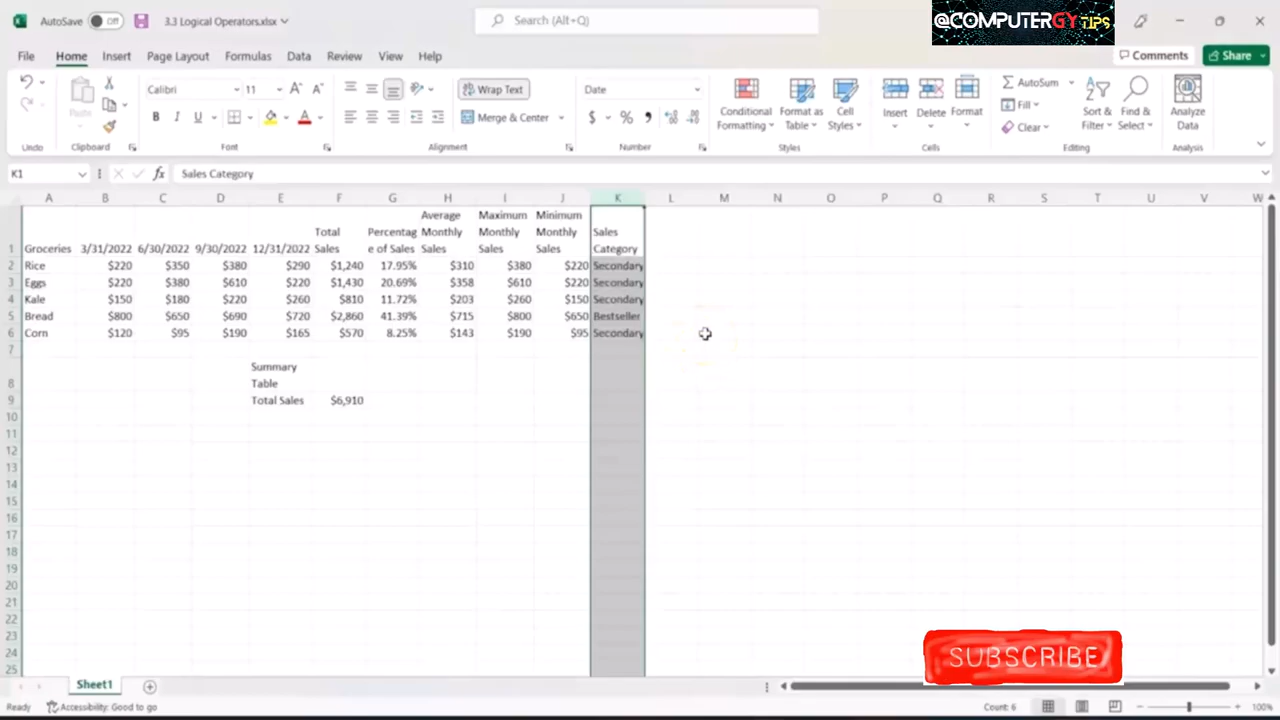 AutoSave Off 3.3 Logical Operators.xlsx Search (Alt+Q) @COMPUTERGYTIPS
File Home Insert Page Layout Formulas Data Review View Help Comments Share
Calibri 11 Wrap Text Date AutoSum
Paste B I U Merge & Center $ % Conditional Formatting Format as Table Cell Styles Insert Delete Format Fill Clear Sort & Filter Find & Select Analyze Data
Undo Clipboard Font Alignment Number Styles Cells Editing Analysis
K1 fx Sales Category
A B C D E F G H I J K L M N O P Q R S T U V W
1 Groceries 3/31/2022 6/30/2022 9/30/2022 12/31/2022 Total Sales Percentage of Sales Average Monthly Sales Maximum Monthly Sales Minimum Monthly Sales Sales Category
2 Rice $220 $350 $380 $290 $1,240 17.95% $310 $380 $220 Secondary
3 Eggs $220 $380 $610 $220 $1,430 20.69% $358 $610 $220 Secondary
4 Kale $150 $180 $220 $260 $810 11.72% $203 $260 $150 Secondary
5 Bread $800 $650 $690 $720 $2,860 41.39% $715 $800 $650 Bestseller
6 Corn $120 $95 $190 $165 $570 8.25% $143 $190 $95 Secondary
7
8 Summary Table
9 Total Sales $6,910
10
11
12
13
14
15
16
17
18
19
20
21
22
23
24
25
SUBSCRIBE
Sheet1
Ready Accessibility: Good to go Count: 6 100%